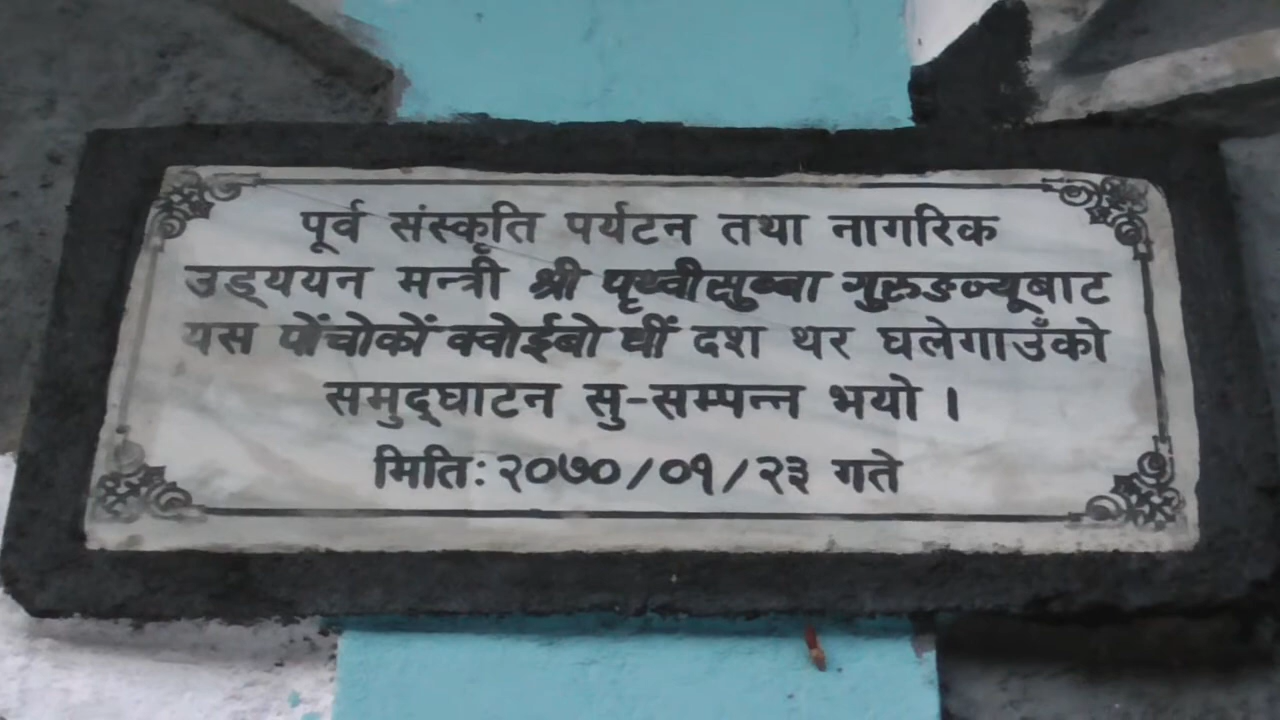 पूर्व संस्कृति पर्यटन तथा नागरिक
उड्ययन मन्त्री श्री पृथ्वीसुब्बा गुरुङज्यूबाट
यस पोंचोकों क्वोईबो घीं दश थर घलेगाउँको
समुद्घाटन सु-सम्पन्न भयो ।
मितिः २०७०/०१/२३ गते